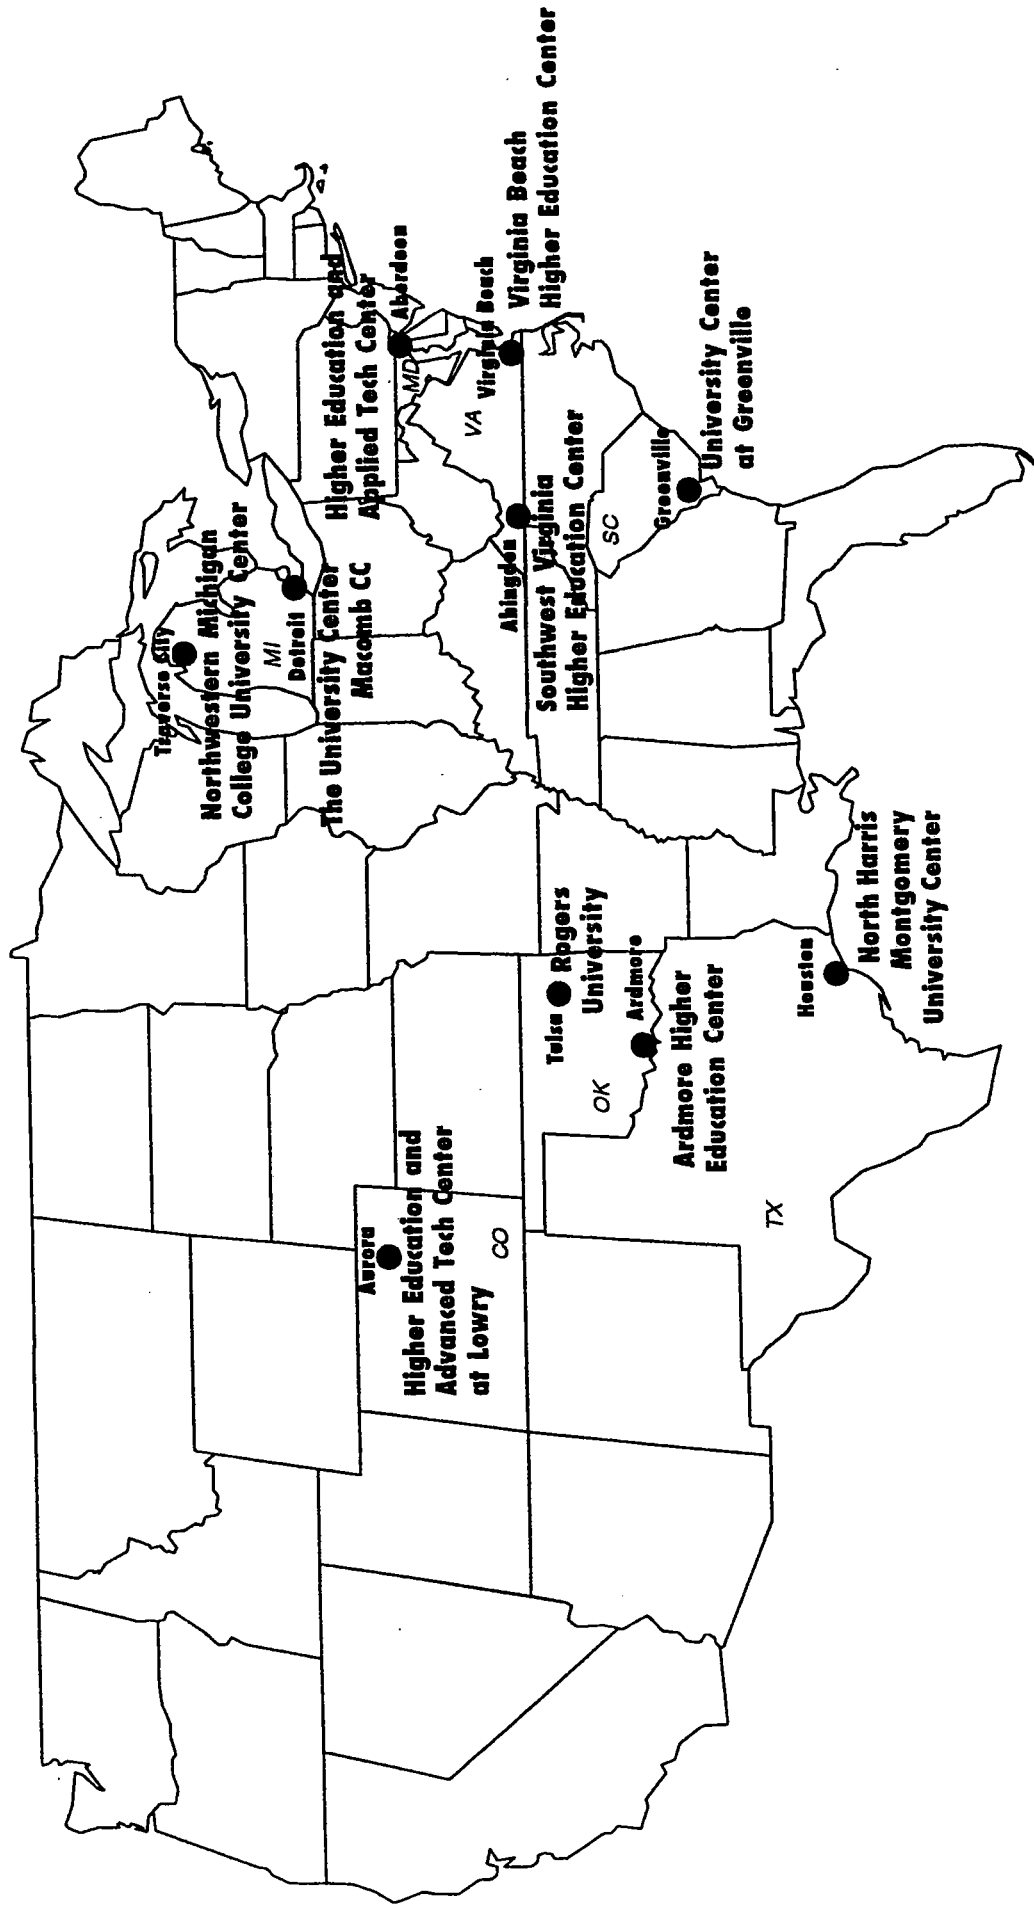 Traverse City
Northwestern Michigan
College University Center
MI
Detroit
The University Center
Macomb CC
Higher Education and
Applied Tech Center
Aberdeen
MD
VA
Virginia Beach
Virginia Beach
Higher Education Center
Abingdon
Southwest Virginia
Higher Education Center
SC
Greenville
University Center
at Greenville
Aurora
Higher Education and
Advanced Tech Center
at Lowry
CO
Tulsa
Rogers
University
OK
Ardmore
Ardmore Higher
Education Center
TX
Houston
North Harris
Montgomery
University Center